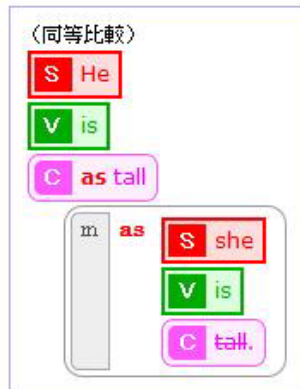 （同等比較）
S He
V is
C as tall
m as S she
V is
C tall.